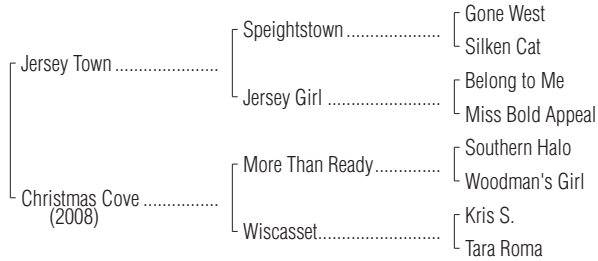 Gone West
Speightstown
Silken Cat
Jersey Town
Belong to Me
Jersey Girl
Miss Bold Appeal
Southern Halo
More Than Ready
Woodman's Girl
Christmas Cove
(2008)
Kris S.
Wiscasset
Tara Roma